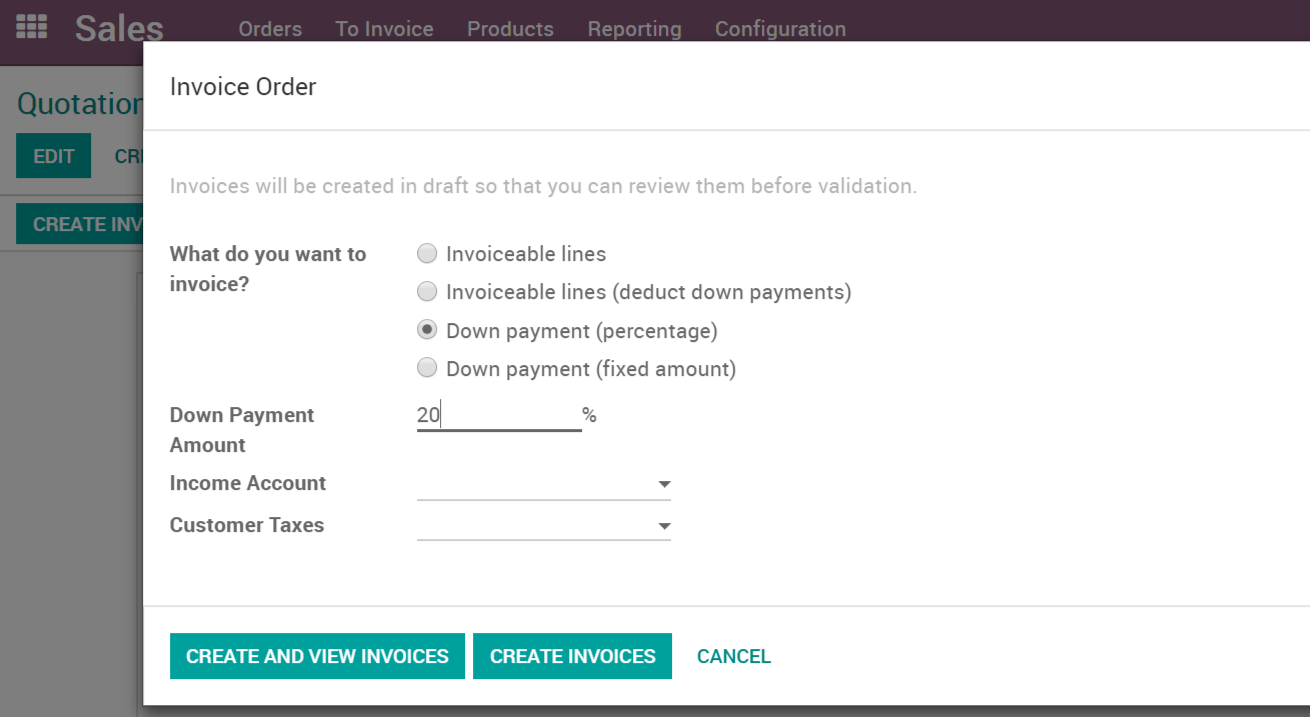 Sales Orders To Invoice Products Reporting Configuration
Invoice Order
EDIT
Invoices will be created in draft so that you can review them before validation.
CREATE
What do you want to invoice?
Invoiceable lines
Invoiceable lines (deduct down payments)
Down payment (percentage)
Down payment (fixed amount)
Down Payment Amount
20 %
Income Account
Customer Taxes
CREATE AND VIEW INVOICES CREATE INVOICES CANCEL